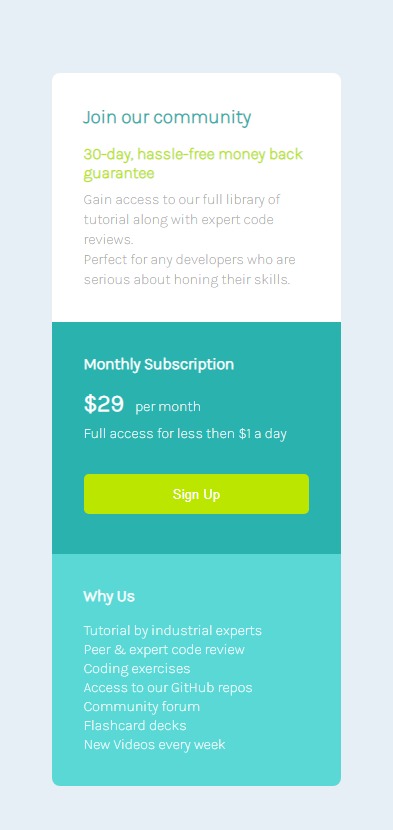 Join our community
30-day, hassle-free money back
guarantee
Gain access to our full library of
tutorial along with expert code
reviews.
Perfect for any developers who are
serious about honing their skills.
Monthly Subscription
$29 per month
Full access for less then $1 a day
Sign Up
Why Us
Tutorial by industrial experts
Peer & expert code review
Coding exercises
Access to our GitHub repos
Community forum
Flashcard decks
New Videos every week